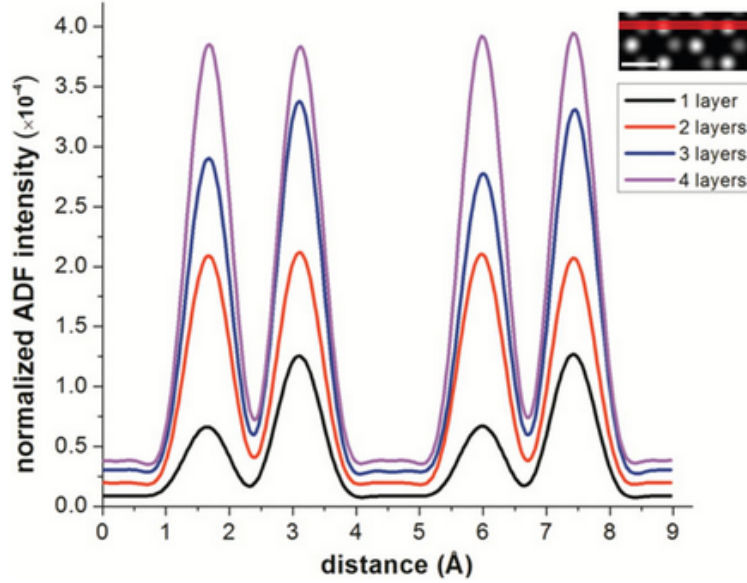 4.0
3.5
3.0
2.5
2.0
1.5
1.0
0.5
0.0
normalized ADF intensity (×10⁻⁴)
1 layer
2 layers
3 layers
4 layers
0 1 2 3 4 5 6 7 8 9
distance (Å)